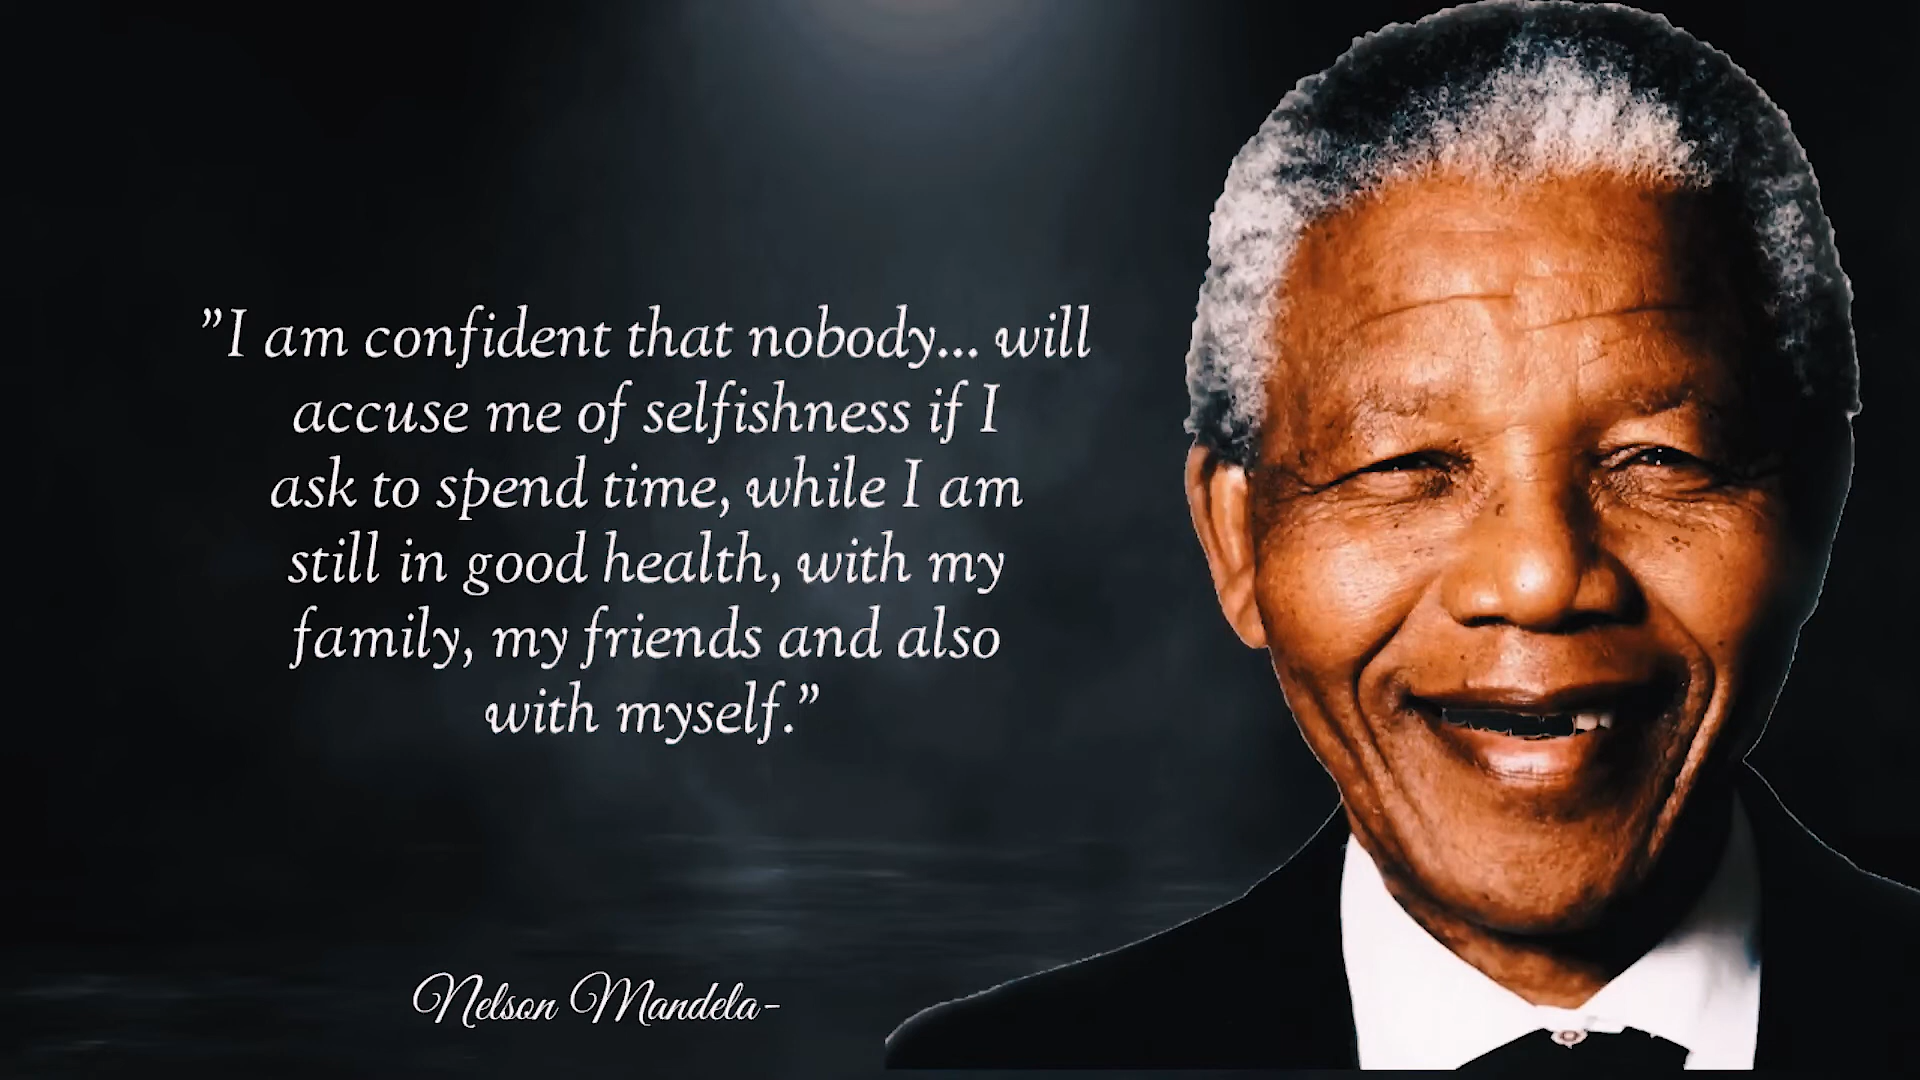 ”I am confident that nobody... will
accuse me of selfishness if I
ask to spend time, while I am
still in good health, with my
family, my friends and also
with myself.”
Nelson Mandela-